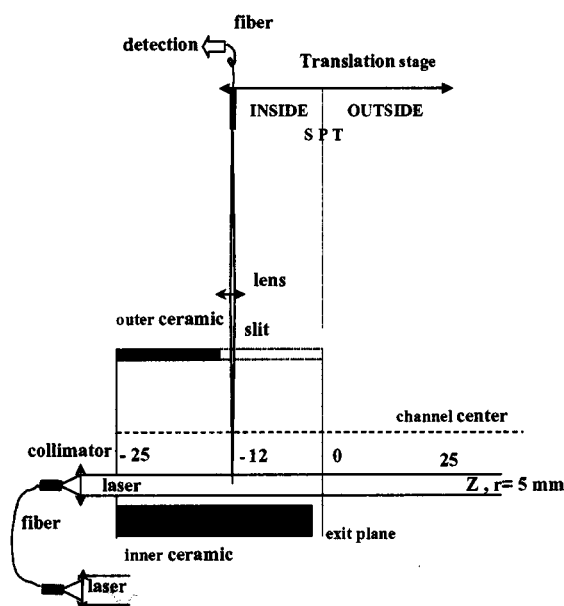 fiber
detection
Translation stage
INSIDE OUTSIDE
S P T
lens
outer ceramic
slit
channel center
collimator
- 25 -12 0 25
laser
Z , r= 5 mm
fiber
exit plane
inner ceramic
laser